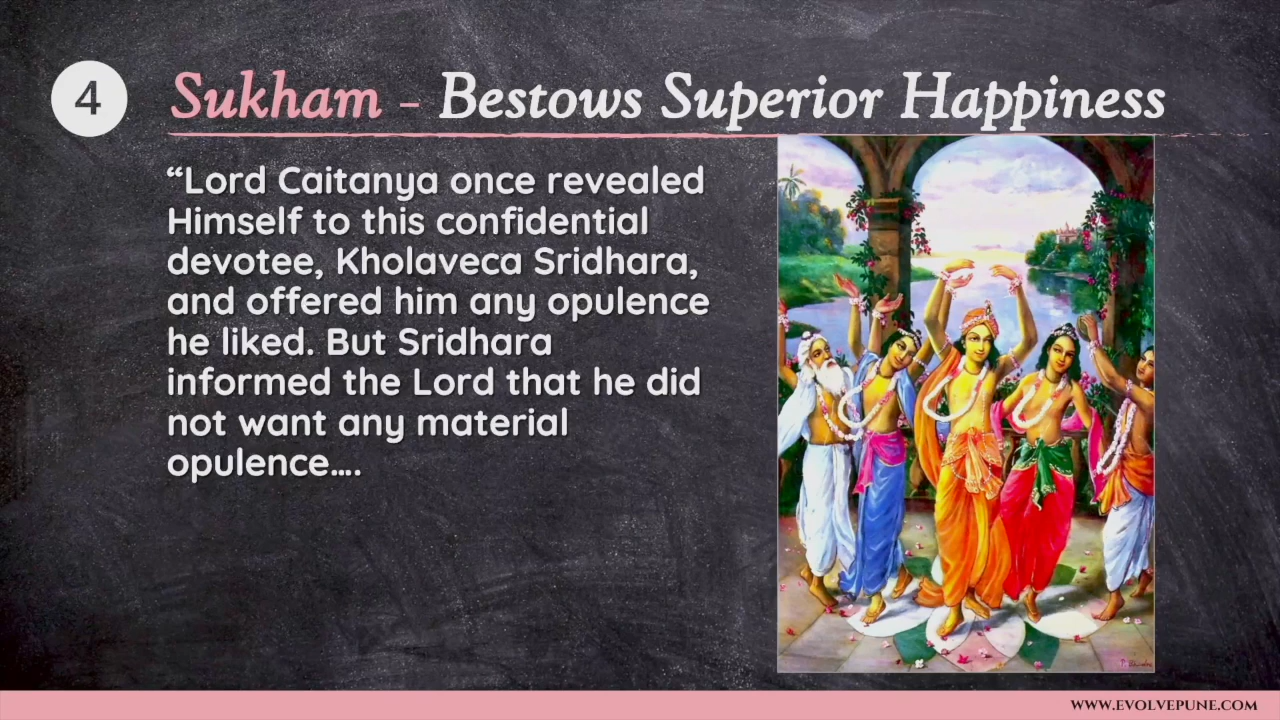 4
Sukham - Bestows Superior Happiness
“Lord Caitanya once revealed
Himself to this confidential
devotee, Kholaveca Sridhara,
and offered him any opulence
he liked. But Sridhara
informed the Lord that he did
not want any material
opulence....
WWW.EVOLVEPUNE.COM